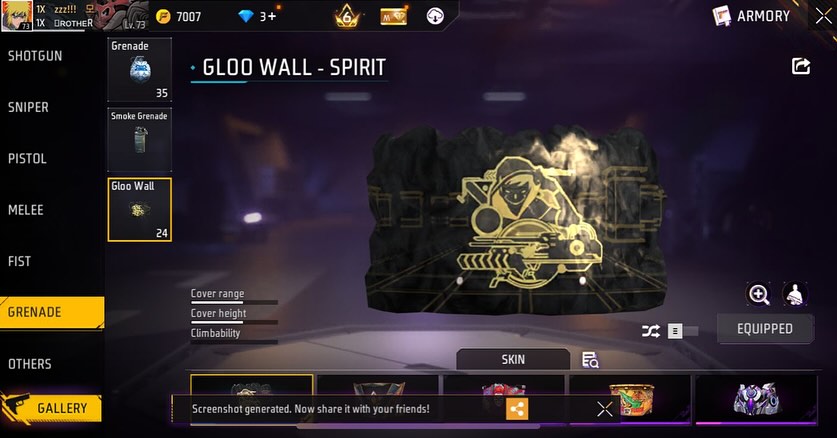 1X zzz!!! 모
1X ROTHER Lv. 73
73
7007
3+
6
ARMORY
SHOTGUN
SNIPER
PISTOL
MELEE
FIST
GRENADE
OTHERS
GALLERY
Grenade
35
Smoke Grenade
Gloo Wall
24
GLOO WALL - SPIRIT
Cover range
Cover height
Climbability
EQUIPPED
SKIN
Screenshot generated. Now share it with your friends!